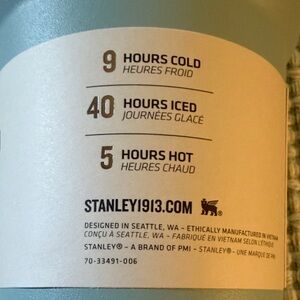 9 HOURS COLD
HEURES FROID
40 HOURS ICED
JOURNÉES GLACÉ
5 HOURS HOT
HEURES CHAUD
STANLEY1913.COM
DESIGNED IN SEATTLE, WA – ETHICALLY MANUFACTURED IN VIETNAM
CONÇU À SEATTLE, WA – FABRIQUÉ EN VIETNAM SELON L'ÉTHIQUE
STANLEY® – A BRAND OF PMI – STANLEY® – UNE MARQUE DE PMI
70-33491-006